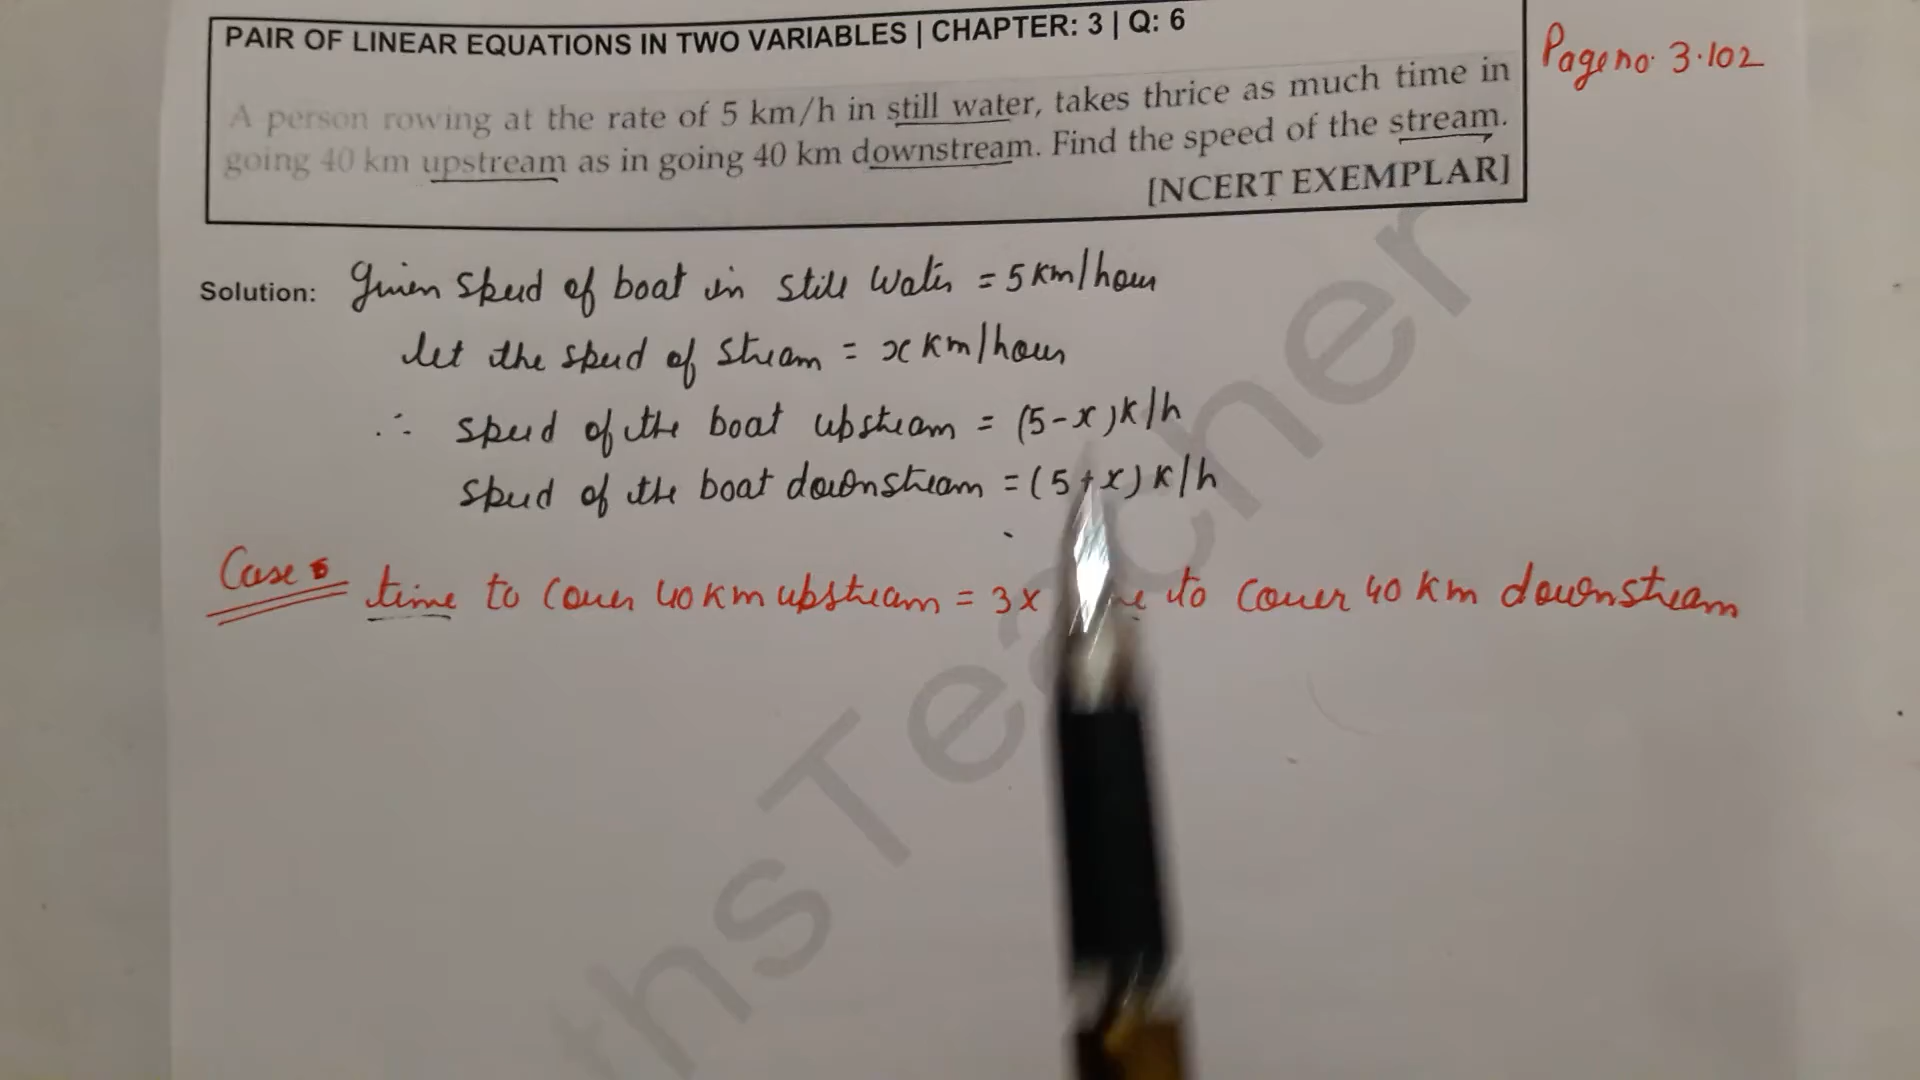 PAIR OF LINEAR EQUATIONS IN TWO VARIABLES | CHAPTER: 3 | Q: 6
Page no. 3.102
A person rowing at the rate of 5 km/h in still water, takes thrice as much time in
going 40 km upstream as in going 40 km downstream. Find the speed of the stream.
[NCERT EXEMPLAR]
Solution: Given speed of boat in still water = 5 km/hour
let the speed of stream = x km/hour
∴ speed of the boat upstream = (5-x) k/h
speed of the boat downstream = (5+x) k/h
Case time to cover 40 km upstream = 3x to cover 40 km downstream
thsTeacher